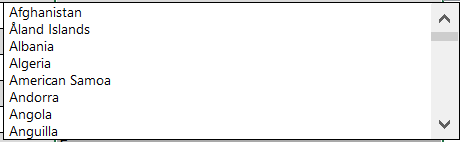 Afghanistan
Åland Islands
Albania
Algeria
American Samoa
Andorra
Angola
Anguilla